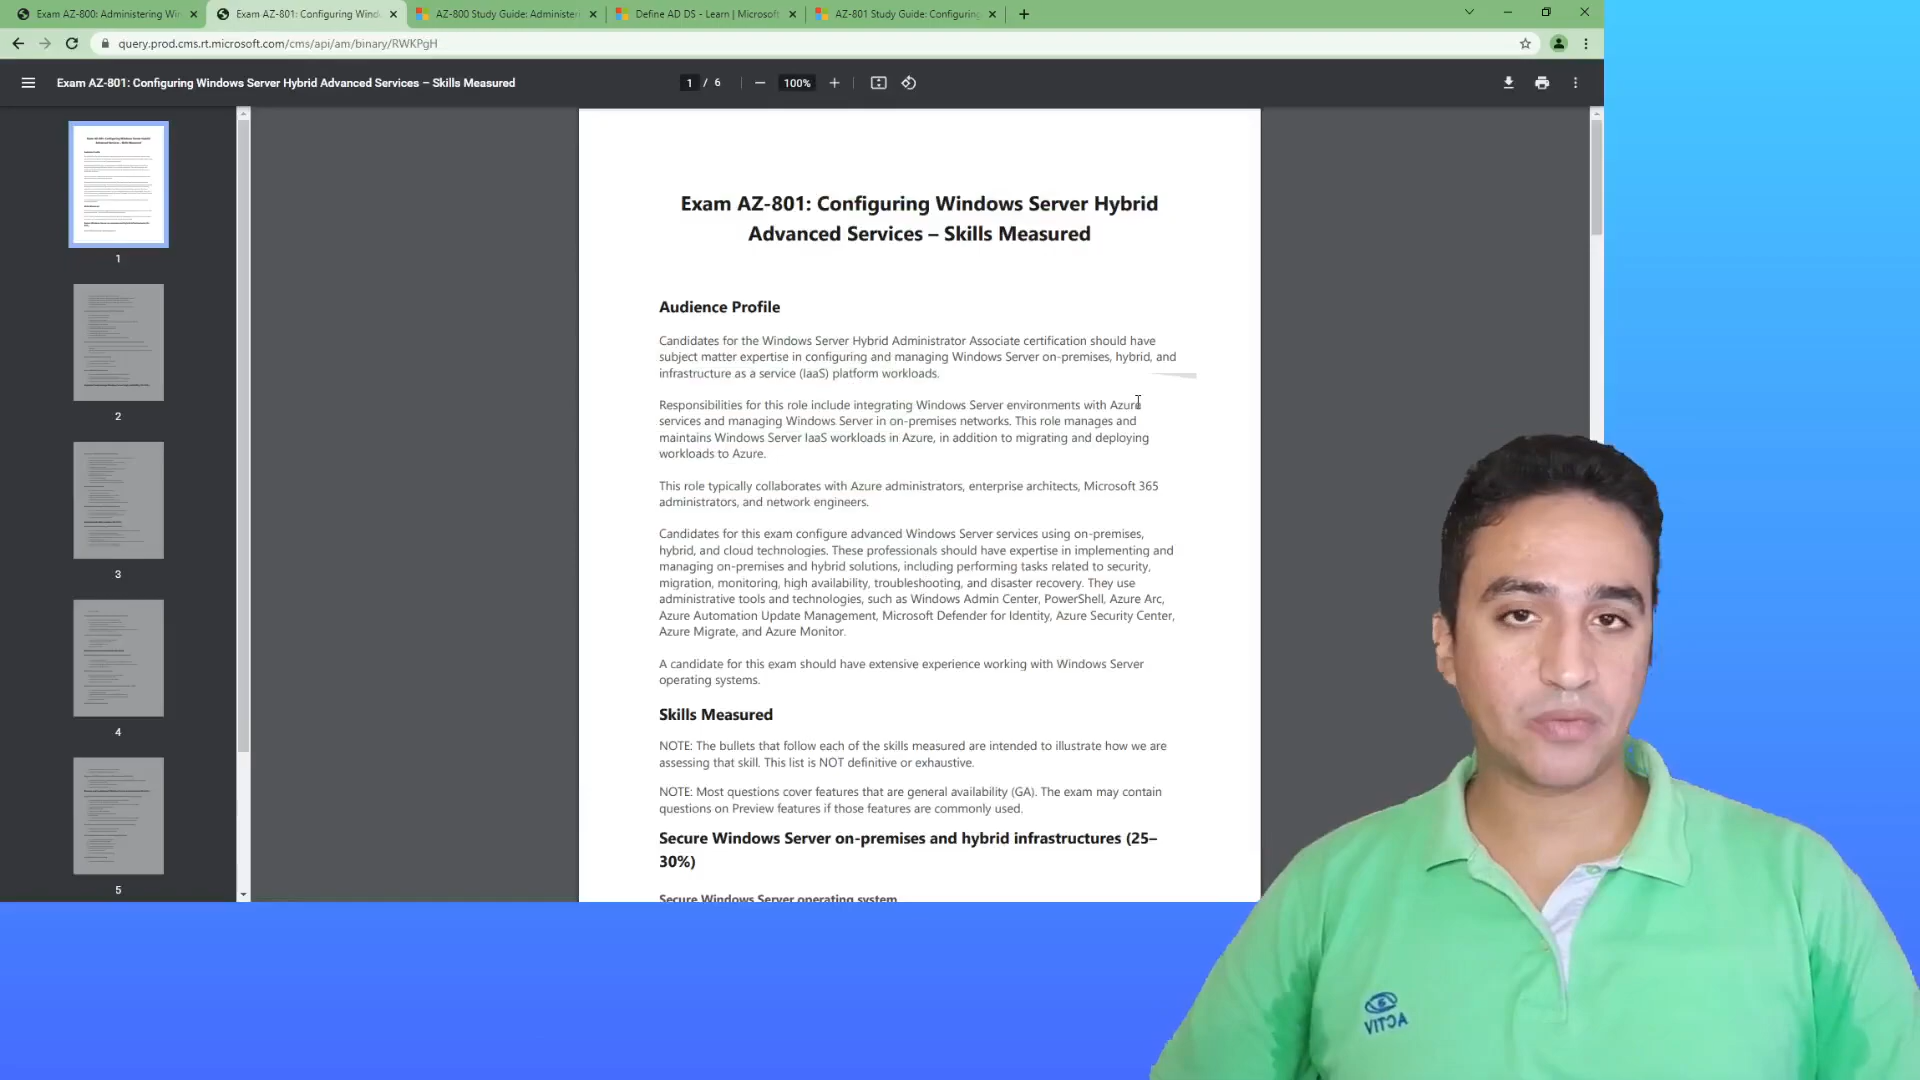 Exam AZ-800: Administering Win
Exam AZ-801: Configuring Wind
AZ-800 Study Guide: Administeri
Define AD DS - Learn | Microsoft
AZ-801 Study Guide: Configuring
query.prod.cms.rt.microsoft.com/cms/api/am/binary/RWKPgH
Exam AZ-801: Configuring Windows Server Hybrid Advanced Services – Skills Measured
1 / 6
100%
1
2
3
4
5
Exam AZ-801: Configuring Windows Server Hybrid
Advanced Services – Skills Measured
Audience Profile
Candidates for the Windows Server Hybrid Administrator Associate certification should have
subject matter expertise in configuring and managing Windows Server on-premises, hybrid, and
infrastructure as a service (IaaS) platform workloads.
Responsibilities for this role include integrating Windows Server environments with Azure
services and managing Windows Server in on-premises networks. This role manages and
maintains Windows Server IaaS workloads in Azure, in addition to migrating and deploying
workloads to Azure.
This role typically collaborates with Azure administrators, enterprise architects, Microsoft 365
administrators, and network engineers.
Candidates for this exam configure advanced Windows Server services using on-premises,
hybrid, and cloud technologies. These professionals should have expertise in implementing and
managing on-premises and hybrid solutions, including performing tasks related to security,
migration, monitoring, high availability, troubleshooting, and disaster recovery. They use
administrative tools and technologies, such as Windows Admin Center, PowerShell, Azure Arc,
Azure Automation Update Management, Microsoft Defender for Identity, Azure Security Center,
Azure Migrate, and Azure Monitor.
A candidate for this exam should have extensive experience working with Windows Server
operating systems.
Skills Measured
NOTE: The bullets that follow each of the skills measured are intended to illustrate how we are
assessing that skill. This list is NOT definitive or exhaustive.
NOTE: Most questions cover features that are general availability (GA). The exam may contain
questions on Preview features if those features are commonly used.
Secure Windows Server on-premises and hybrid infrastructures (25–
30%)
Secure Windows Server operating system
ACTIV